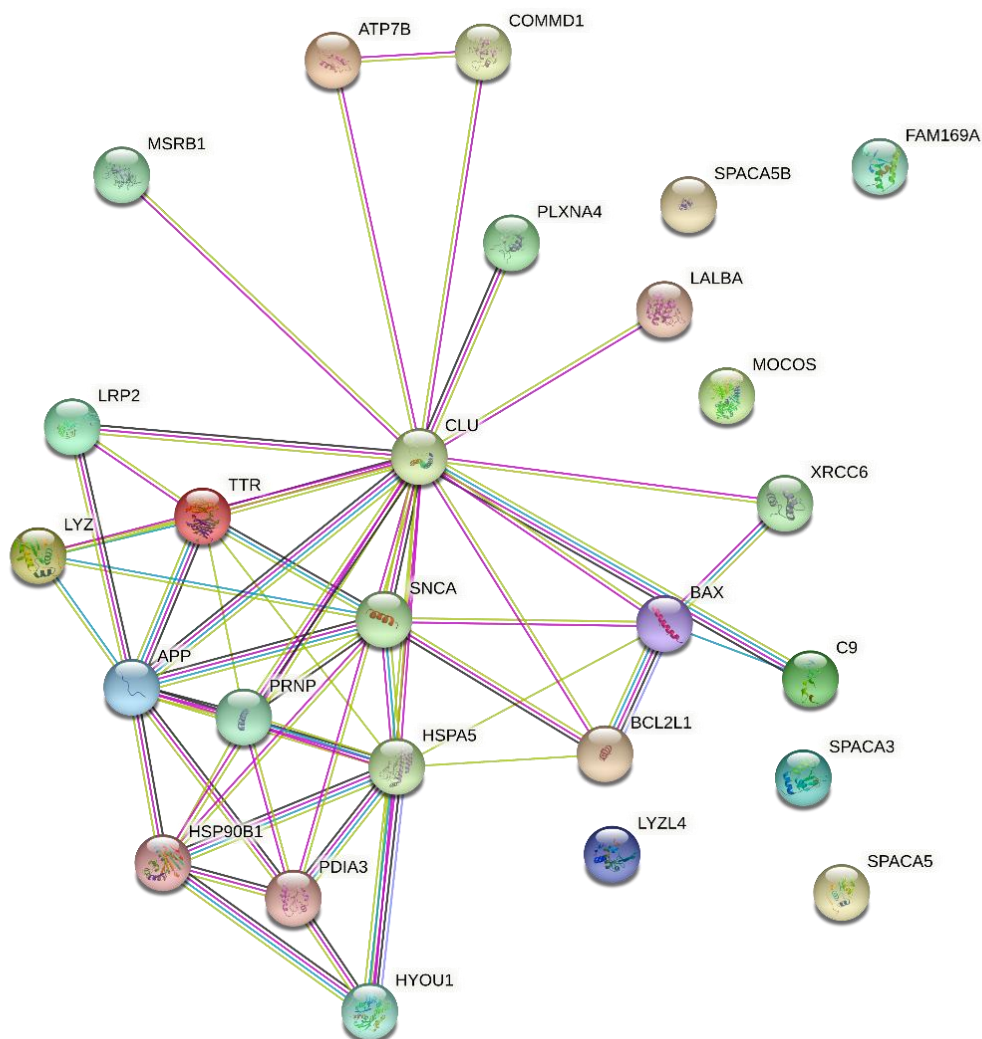 ATP7B
COMMD1
FAM169A
MSRB1
SPACA5B
PLXNA4
LALBA
MOCOS
LRP2
CLU
TTR
XRCC6
LYZ
SNCA
BAX
C9
APP
PRNP
HSPA5
BCL2L1
SPACA3
HSP90B1
LYZL4
PDIA3
SPACA5
HYOU1